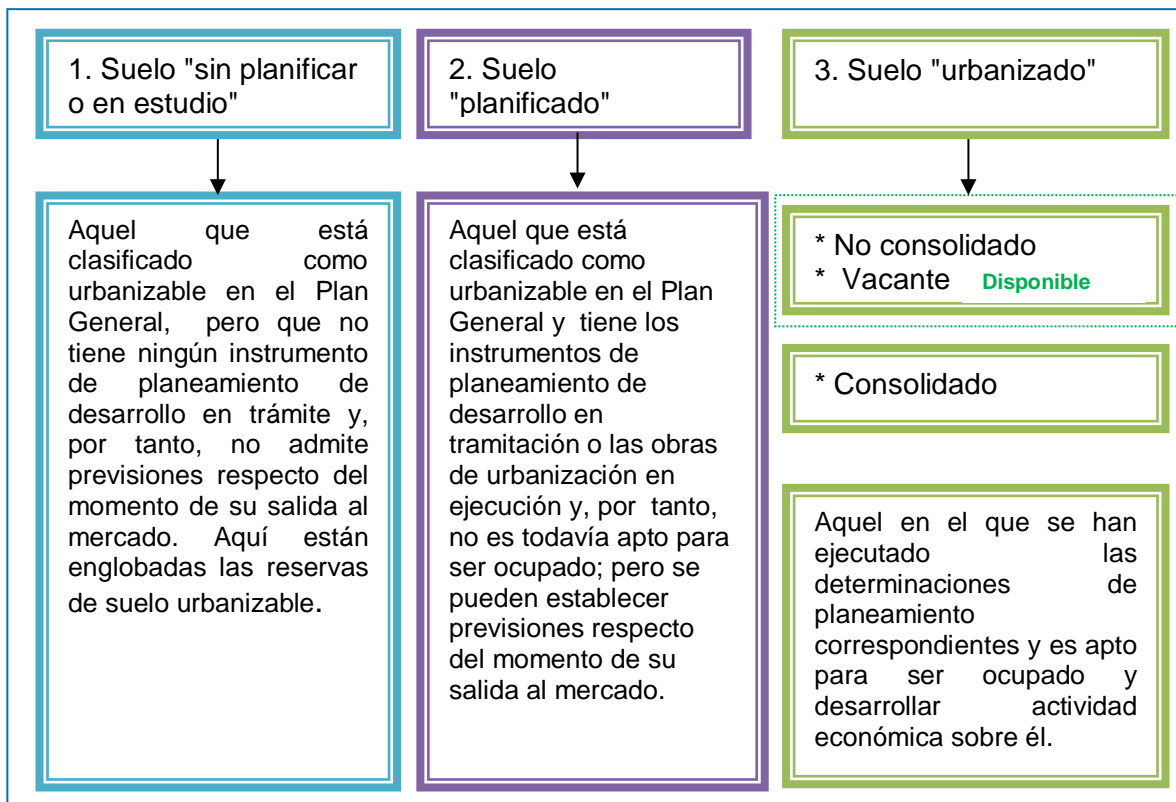 1. Suelo "sin planificar
o en estudio"
Aquel que está
clasificado como
urbanizable en el Plan
General, pero que no
tiene ningún instrumento
de planeamiento de
desarrollo en trámite y,
por tanto, no admite
previsiones respecto del
momento de su salida al
mercado. Aquí están
englobadas las reservas
de suelo urbanizable.
2. Suelo
"planificado"
Aquel que está
clasificado como
urbanizable en el Plan
General y tiene los
instrumentos de
planeamiento de
desarrollo en
tramitación o las obras
de urbanización en
ejecución y, por tanto,
no es todavía apto para
ser ocupado; pero se
pueden establecer
previsiones respecto
del momento de su
salida al mercado.
3. Suelo "urbanizado"
* No consolidado
* Vacante Disponible
* Consolidado
Aquel en el que se han
ejecutado las
determinaciones de
planeamiento
correspondientes y es apto
para ser ocupado y
desarrollar actividad
económica sobre él.